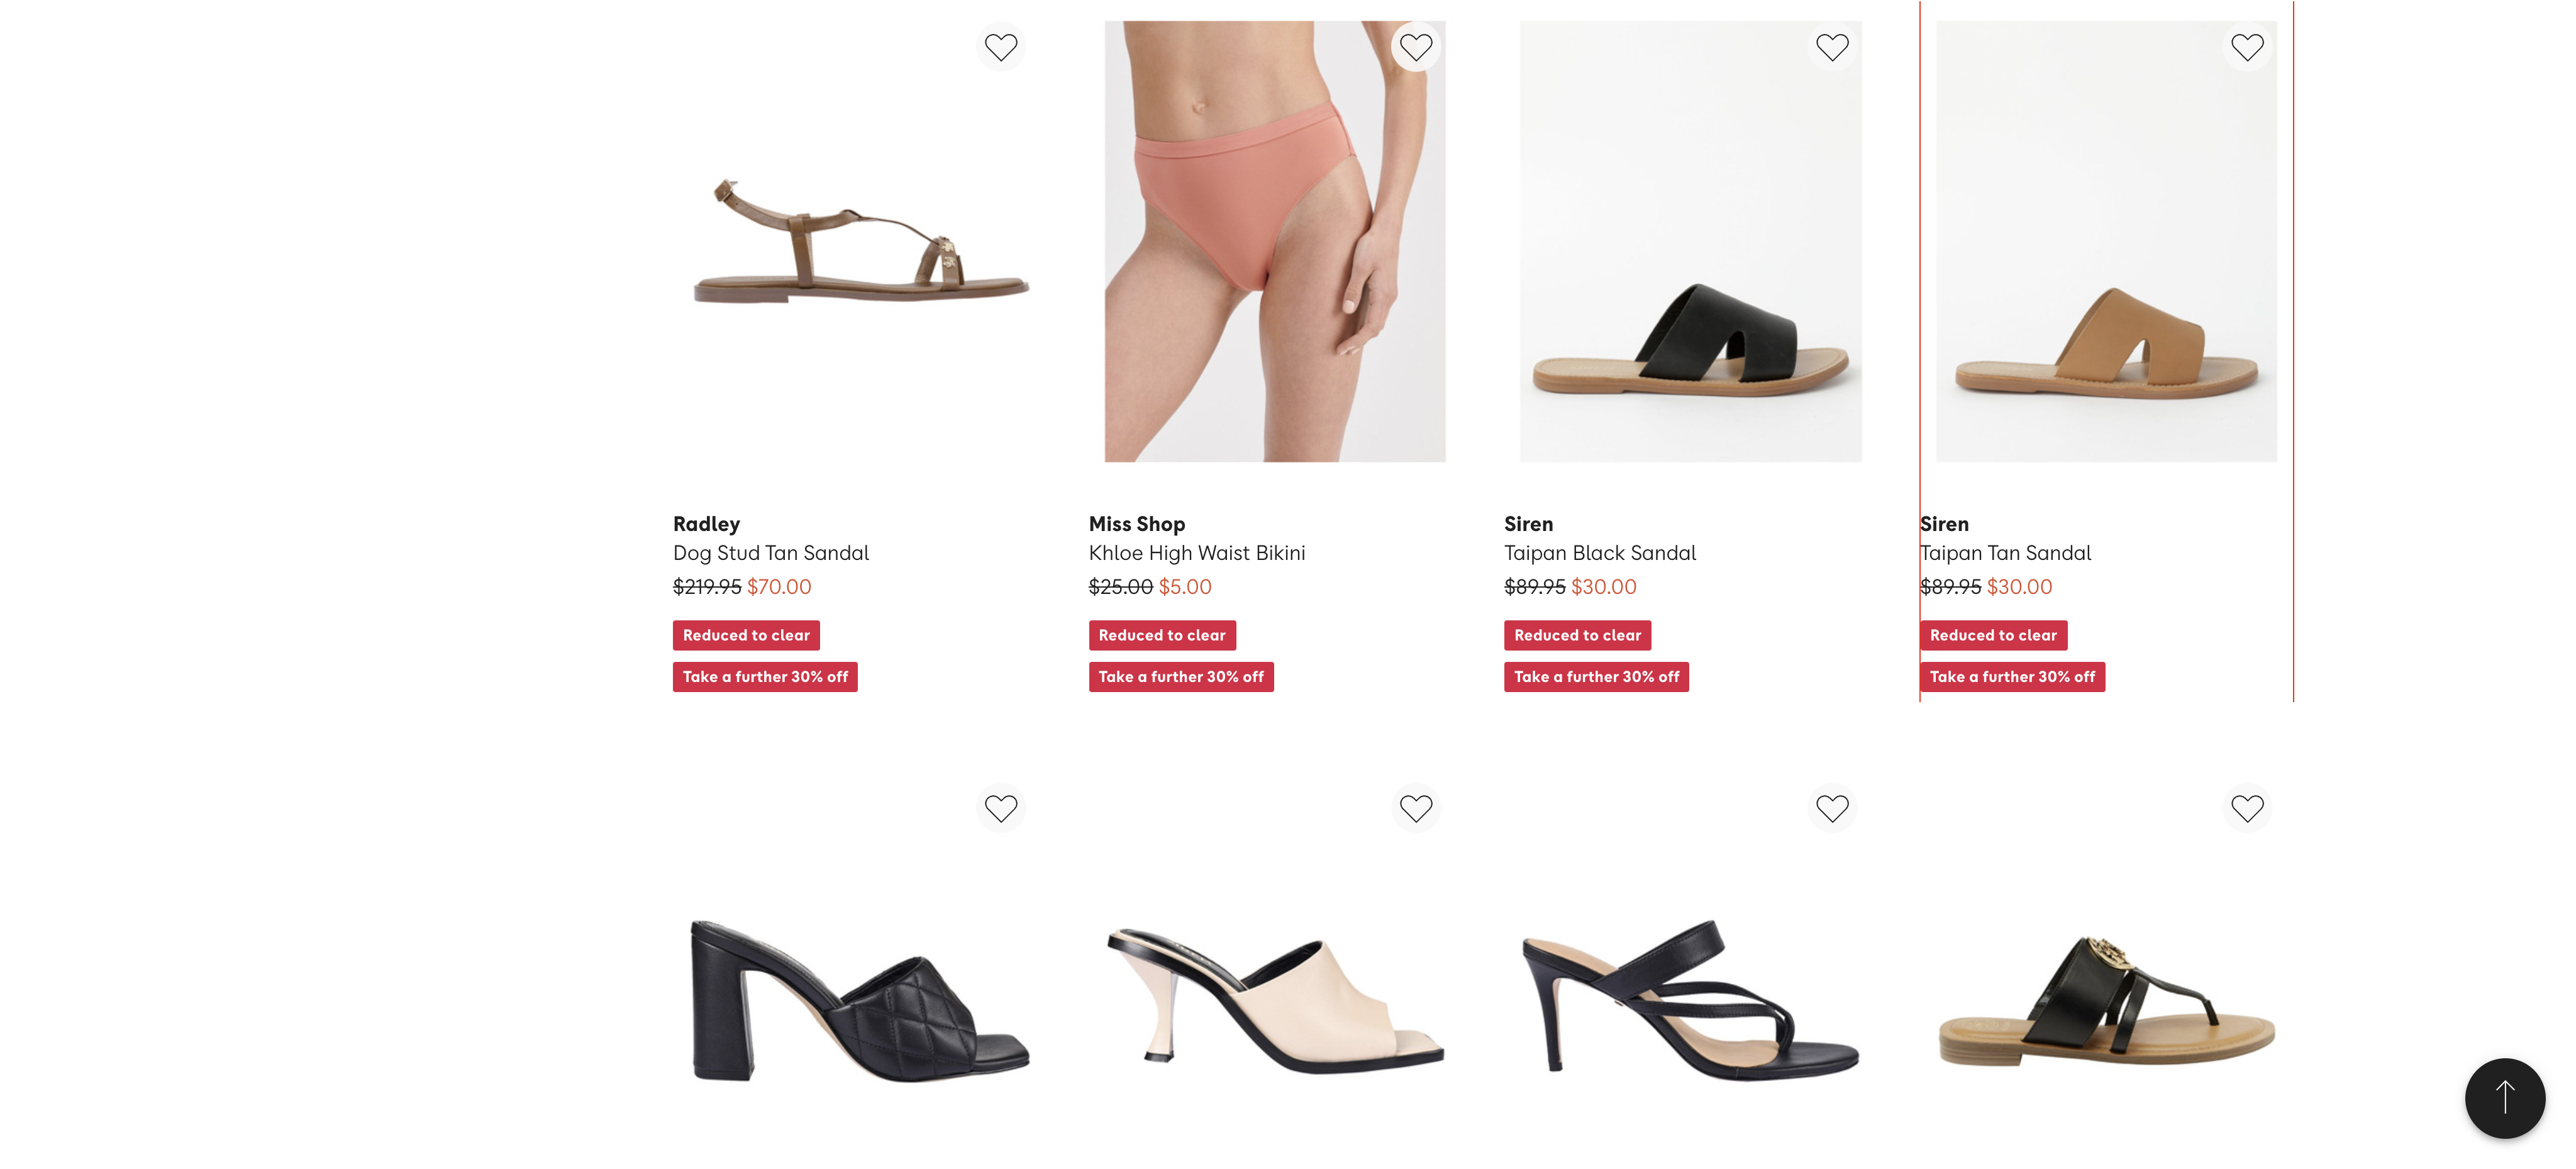 Radley
Dog Stud Tan Sandal
$219.95 $70.00
Reduced to clear
Take a further 30% off
Miss Shop
Khloe High Waist Bikini
$25.00 $5.00
Reduced to clear
Take a further 30% off
Siren
Taipan Black Sandal
$89.95 $30.00
Reduced to clear
Take a further 30% off
Siren
Taipan Tan Sandal
$89.95 $30.00
Reduced to clear
Take a further 30% off